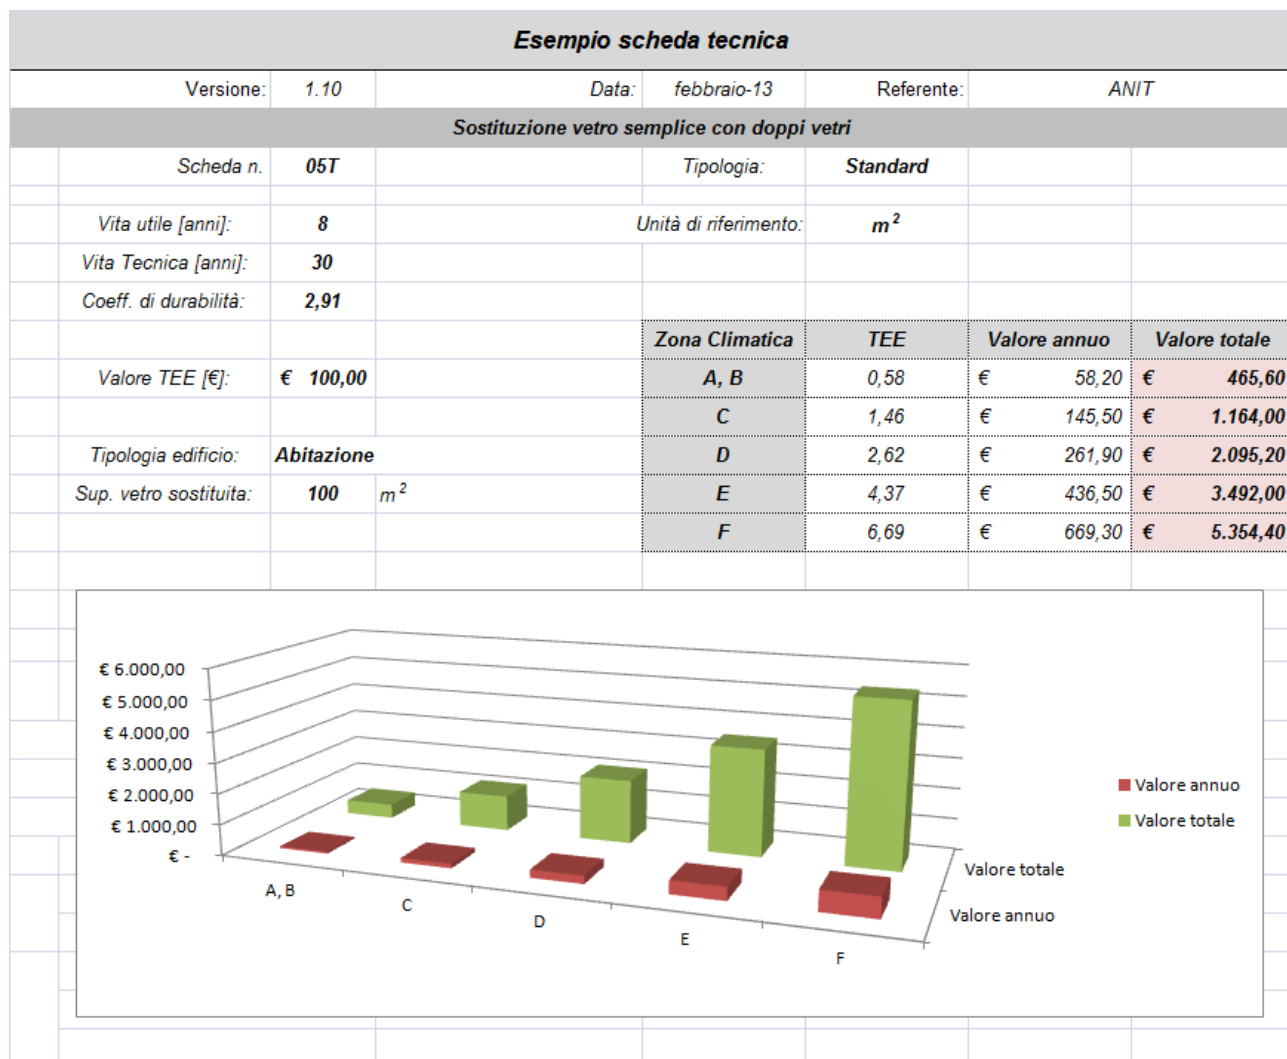 Esempio scheda tecnica
Versione: 1.10 Data: febbraio-13 Referente: ANIT
Sostituzione vetro semplice con doppi vetri
Scheda n. 05T Tipologia: Standard
Vita utile [anni]: 8 Unità di riferimento: m²
Vita Tecnica [anni]: 30
Coeff. di durabilità: 2,91
Zona Climatica TEE Valore annuo Valore totale
Valore TEE [€]: € 100,00 A, B 0,58 € 58,20 € 465,60
C 1,46 € 145,50 € 1.164,00
Tipologia edificio: Abitazione D 2,62 € 261,90 € 2.095,20
Sup. vetro sostituita: 100 m² E 4,37 € 436,50 € 3.492,00
F 6,69 € 669,30 € 5.354,40
€ 6.000,00
€ 5.000,00
€ 4.000,00
€ 3.000,00
€ 2.000,00
€ 1.000,00
€ -
A, B
C
D
E
F
Valore totale
Valore annuo
Valore annuo
Valore totale